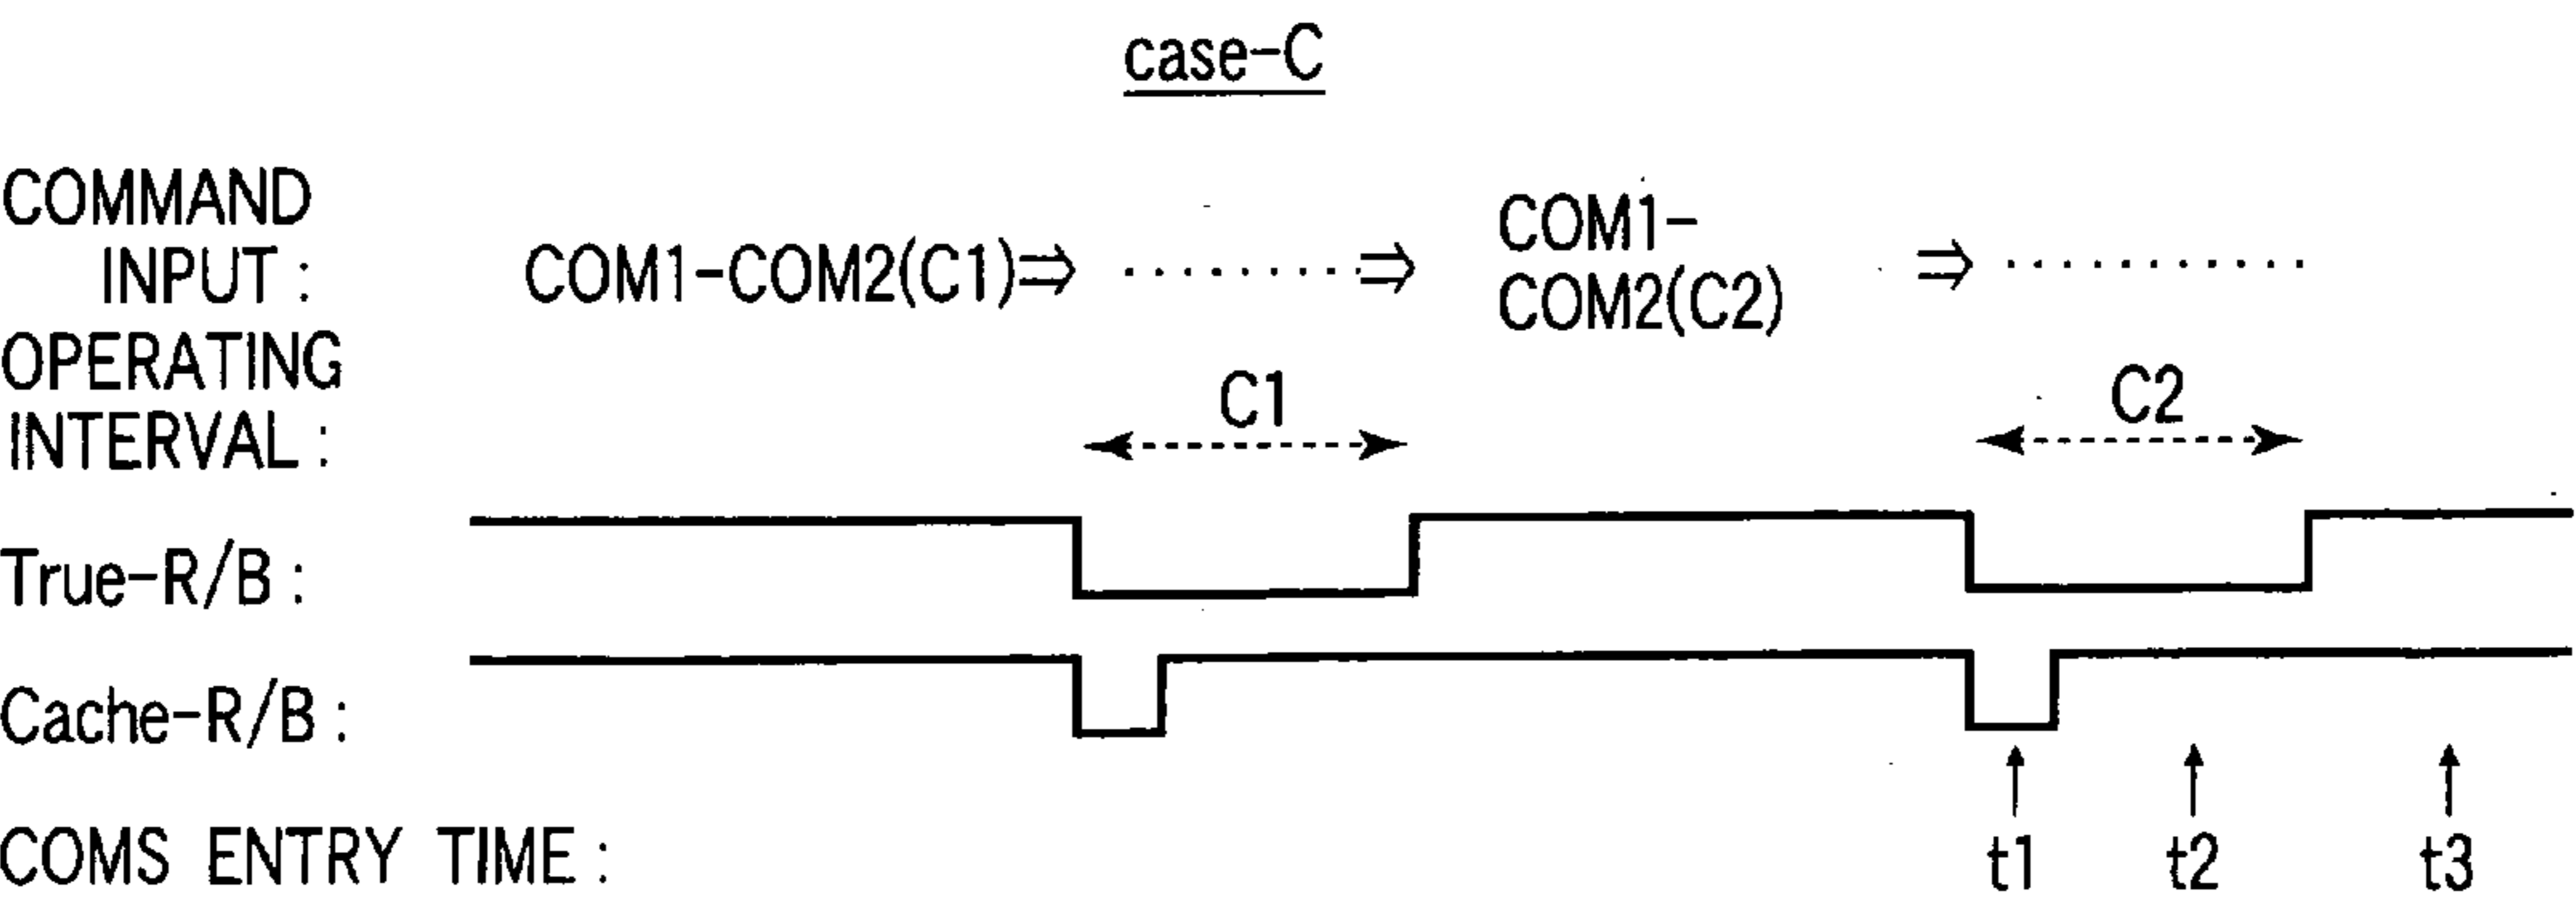 case-C
COMMAND
INPUT :
COM1-COM2(C1)⇒ ........⇒
COM1-
COM2(C2)
⇒ ...........
OPERATING
INTERVAL :
C1
C2
True-R/B :
Cache-R/B :
COMS ENTRY TIME :
t1
t2
t3